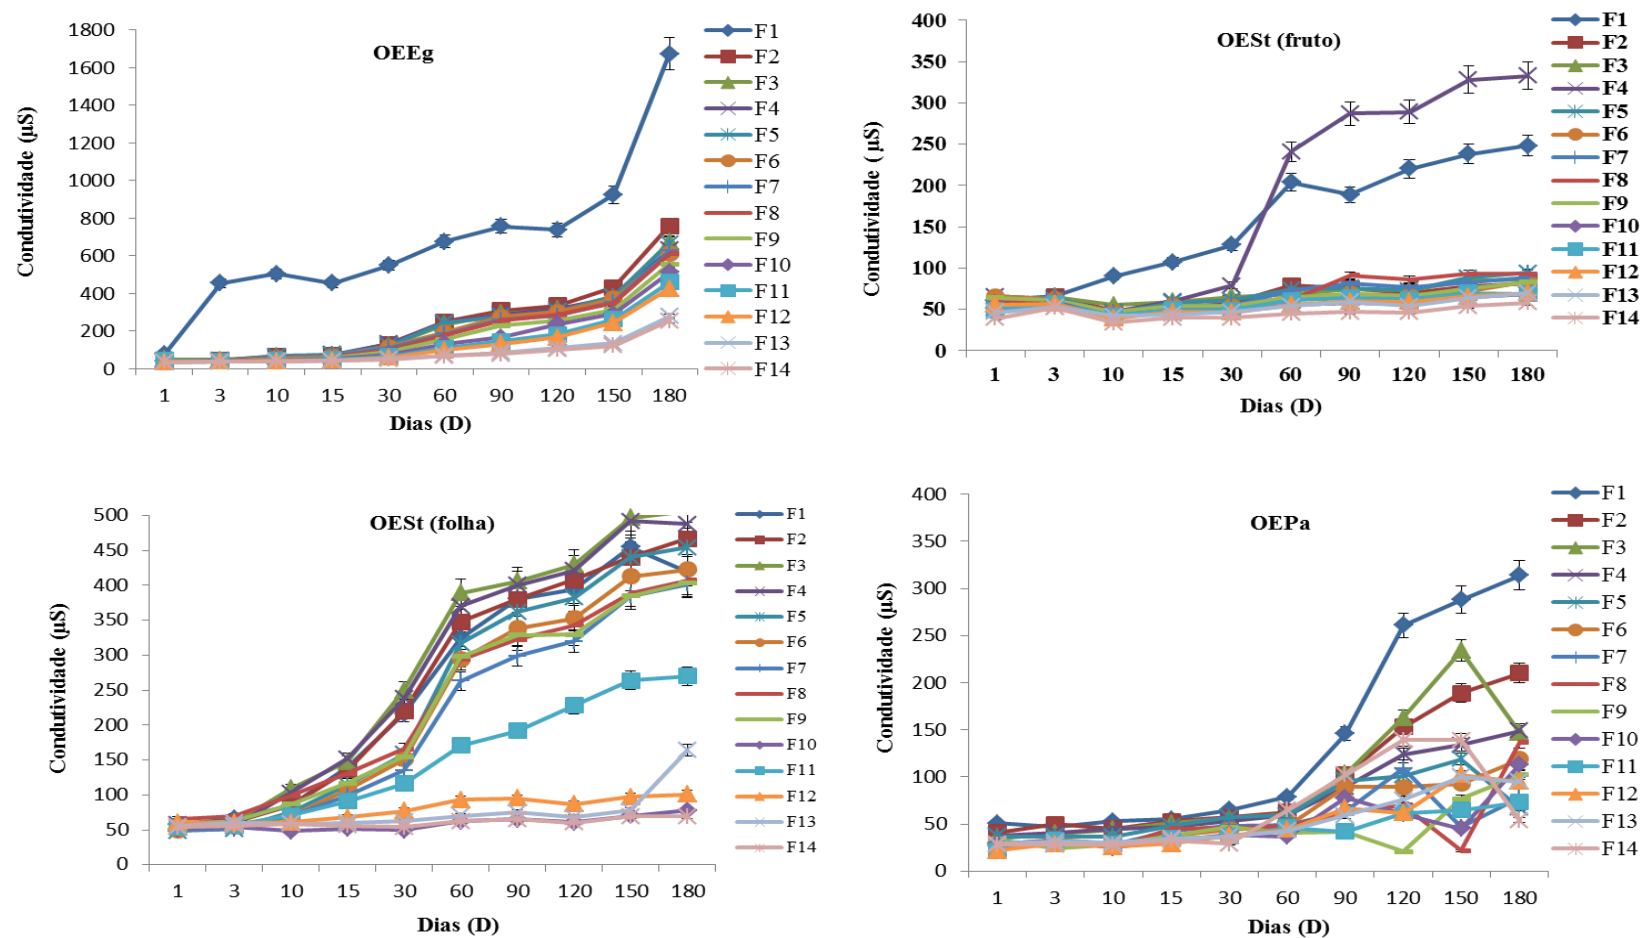 OEEg
Condutividade (µS)
1800
1600
1400
1200
1000
800
600
400
200
0
1 3 10 15 30 60 90 120 150 180
Dias (D)
F1
F2
F3
F4
F5
F6
F7
F8
F9
F10
F11
F12
F13
F14
OESt (fruto)
Condutividade ( µS)
400
350
300
250
200
150
100
50
0
1 3 10 15 30 60 90 120 150 180
Dias (D)
F1
F2
F3
F4
F5
F6
F7
F8
F9
F10
F11
F12
F13
F14
OESt (folha)
Condutividade (µS)
500
450
400
350
300
250
200
150
100
50
0
1 3 10 15 30 60 90 120 150 180
Dias (D)
F1
F2
F3
F4
F5
F6
F7
F8
F9
F10
F11
F12
F13
F14
OEPa
Condutividade (µS)
400
350
300
250
200
150
100
50
0
1 3 10 15 30 60 90 120 150 180
Dias (D)
F1
F2
F3
F4
F5
F6
F7
F8
F9
F10
F11
F12
F13
F14